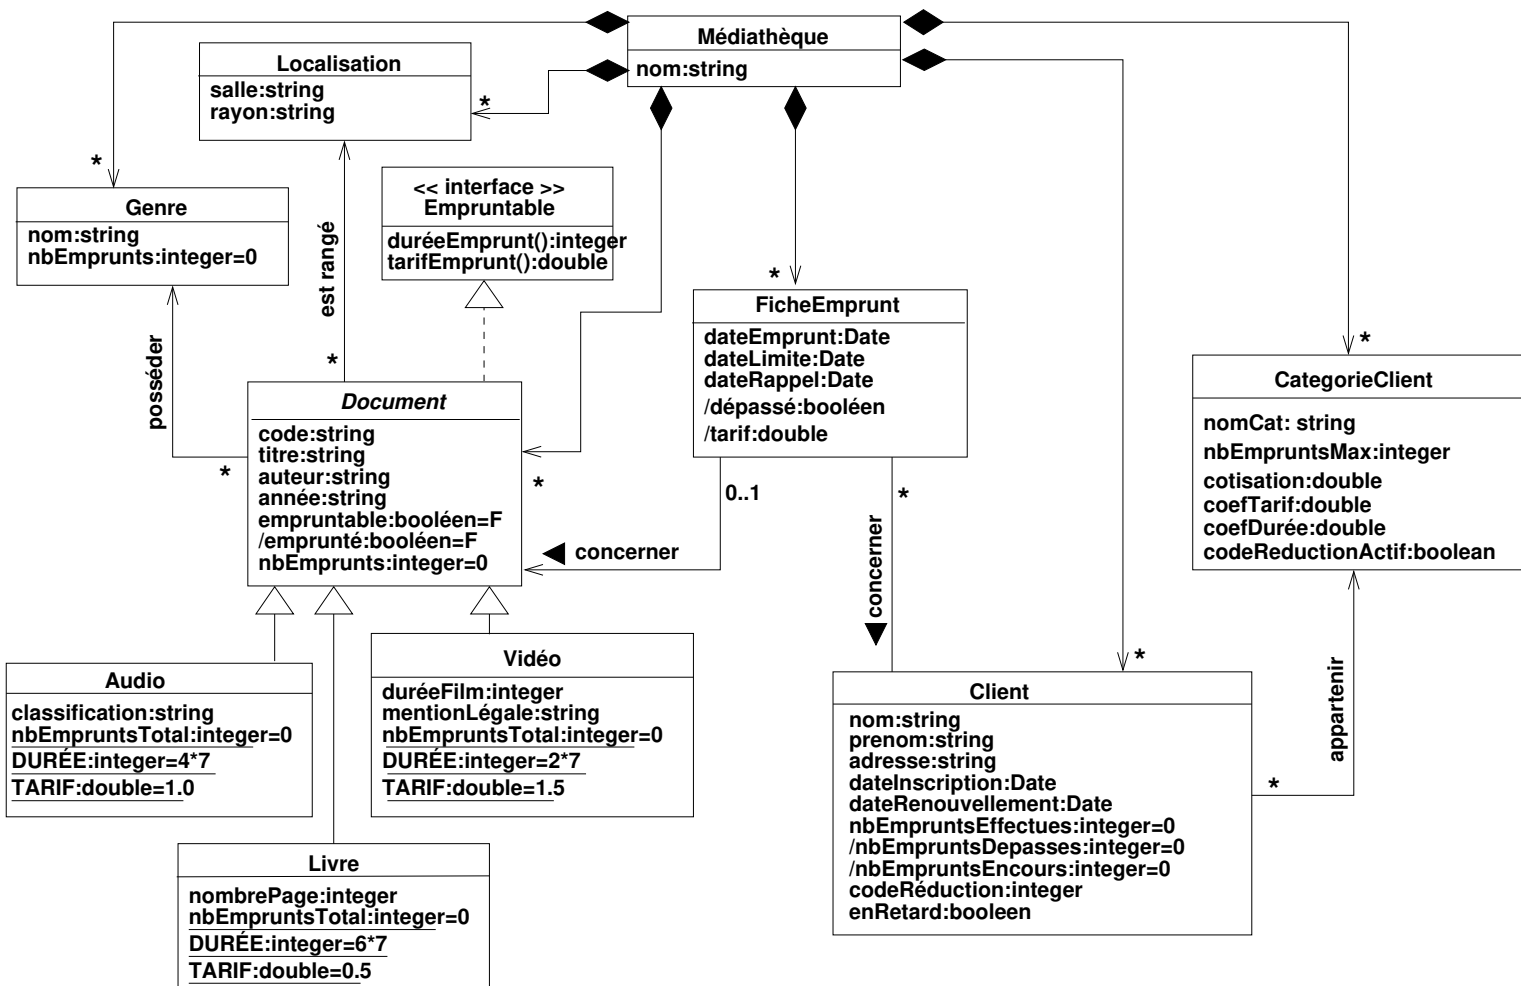 Médiathèque
nom:string
Localisation
salle:string
rayon:string
*
*
Genre
nom:string
nbEmprunts:integer=0
<< interface >>
Empruntable
duréeEmprunt():integer
tarifEmprunt():double
est rangé
*
posséder
*
*
FicheEmprunt
dateEmprunt:Date
dateLimite:Date
dateRappel:Date
/dépassé:booléen
/tarif:double
*
CategorieClient
nomCat: string
nbEmpruntsMax:integer
cotisation:double
coefTarif:double
coefDurée:double
codeReductionActif:boolean
Document
code:string
titre:string
auteur:string
année:string
empruntable:booléen=F
/emprunté:booléen=F
nbEmprunts:integer=0
*
0..1
*
concerner
concerner
*
appartenir
*
Audio
classification:string
nbEmpruntsTotal:integer=0
DURÉE:integer=4*7
TARIF:double=1.0
Vidéo
duréeFilm:integer
mentionLégale:string
nbEmpruntsTotal:integer=0
DURÉE:integer=2*7
TARIF:double=1.5
Client
nom:string
prenom:string
adresse:string
dateInscription:Date
dateRenouvellement:Date
nbEmpruntsEffectues:integer=0
/nbEmpruntsDepasses:integer=0
/nbEmpruntsEncours:integer=0
codeRéduction:integer
enRetard:booleen
Livre
nombrePage:integer
nbEmpruntsTotal:integer=0
DURÉE:integer=6*7
TARIF:double=0.5